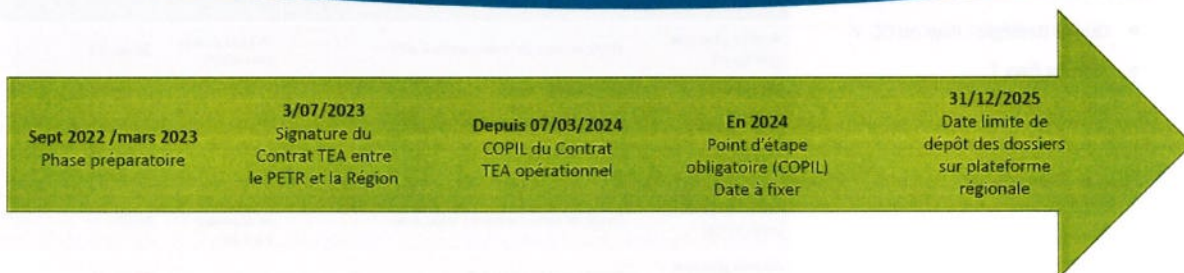 Sept 2022 /mars 2023
Phase préparatoire
3/07/2023
Signature du
Contrat TEA entre
le PETR et la Région
Depuis 07/03/2024
COPIL du Contrat
TEA opérationnel
En 2024
Point d'étape
obligatoire (COPIL)
Date à fixer
31/12/2025
Date limite de
dépôt des dossiers
sur plateforme
régionale